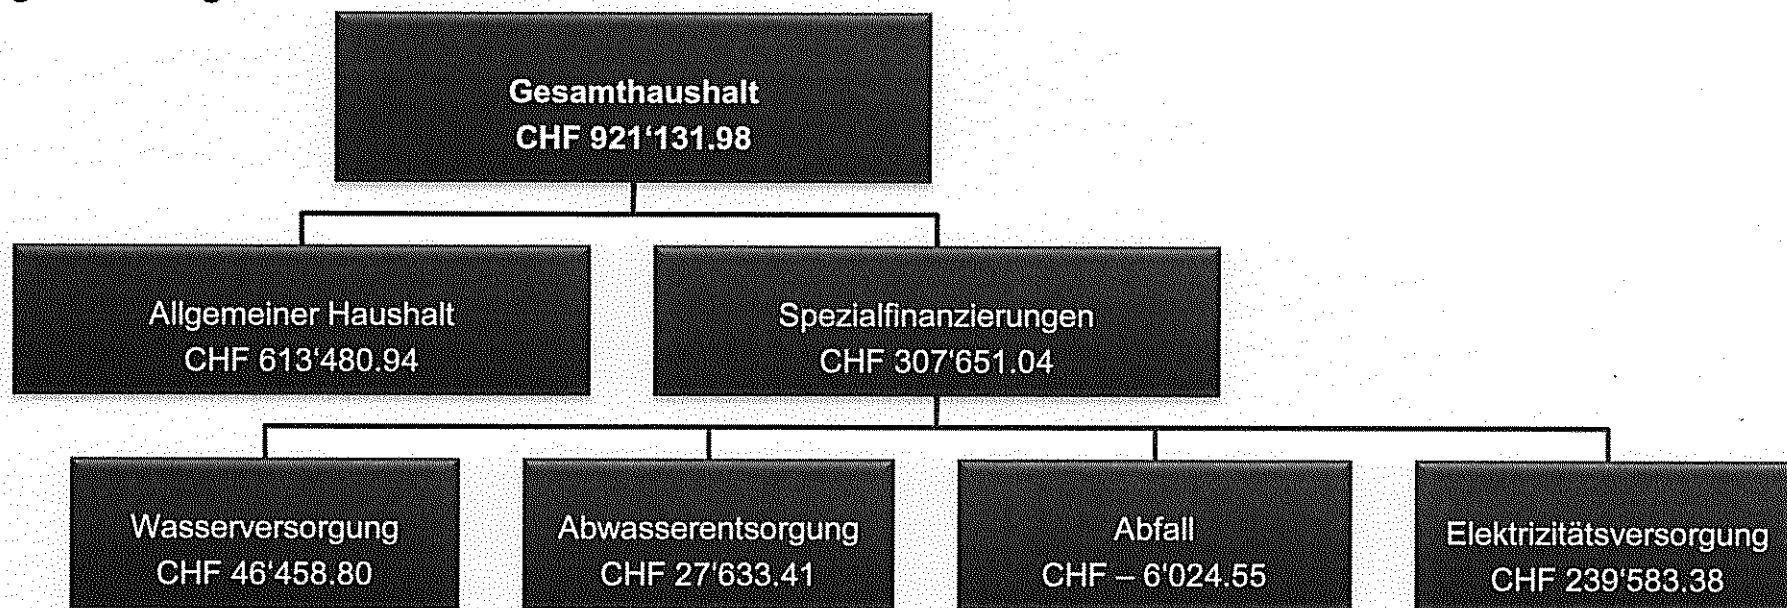 Gesamthaushalt
CHF 921‘131.98
Allgemeiner Haushalt
CHF 613‘480.94
Spezialfinanzierungen
CHF 307‘651.04
Wasserversorgung
CHF 46‘458.80
Abwasserentsorgung
CHF 27‘633.41
Abfall
CHF – 6‘024.55
Elektrizitätsversorgung
CHF 239‘583.38